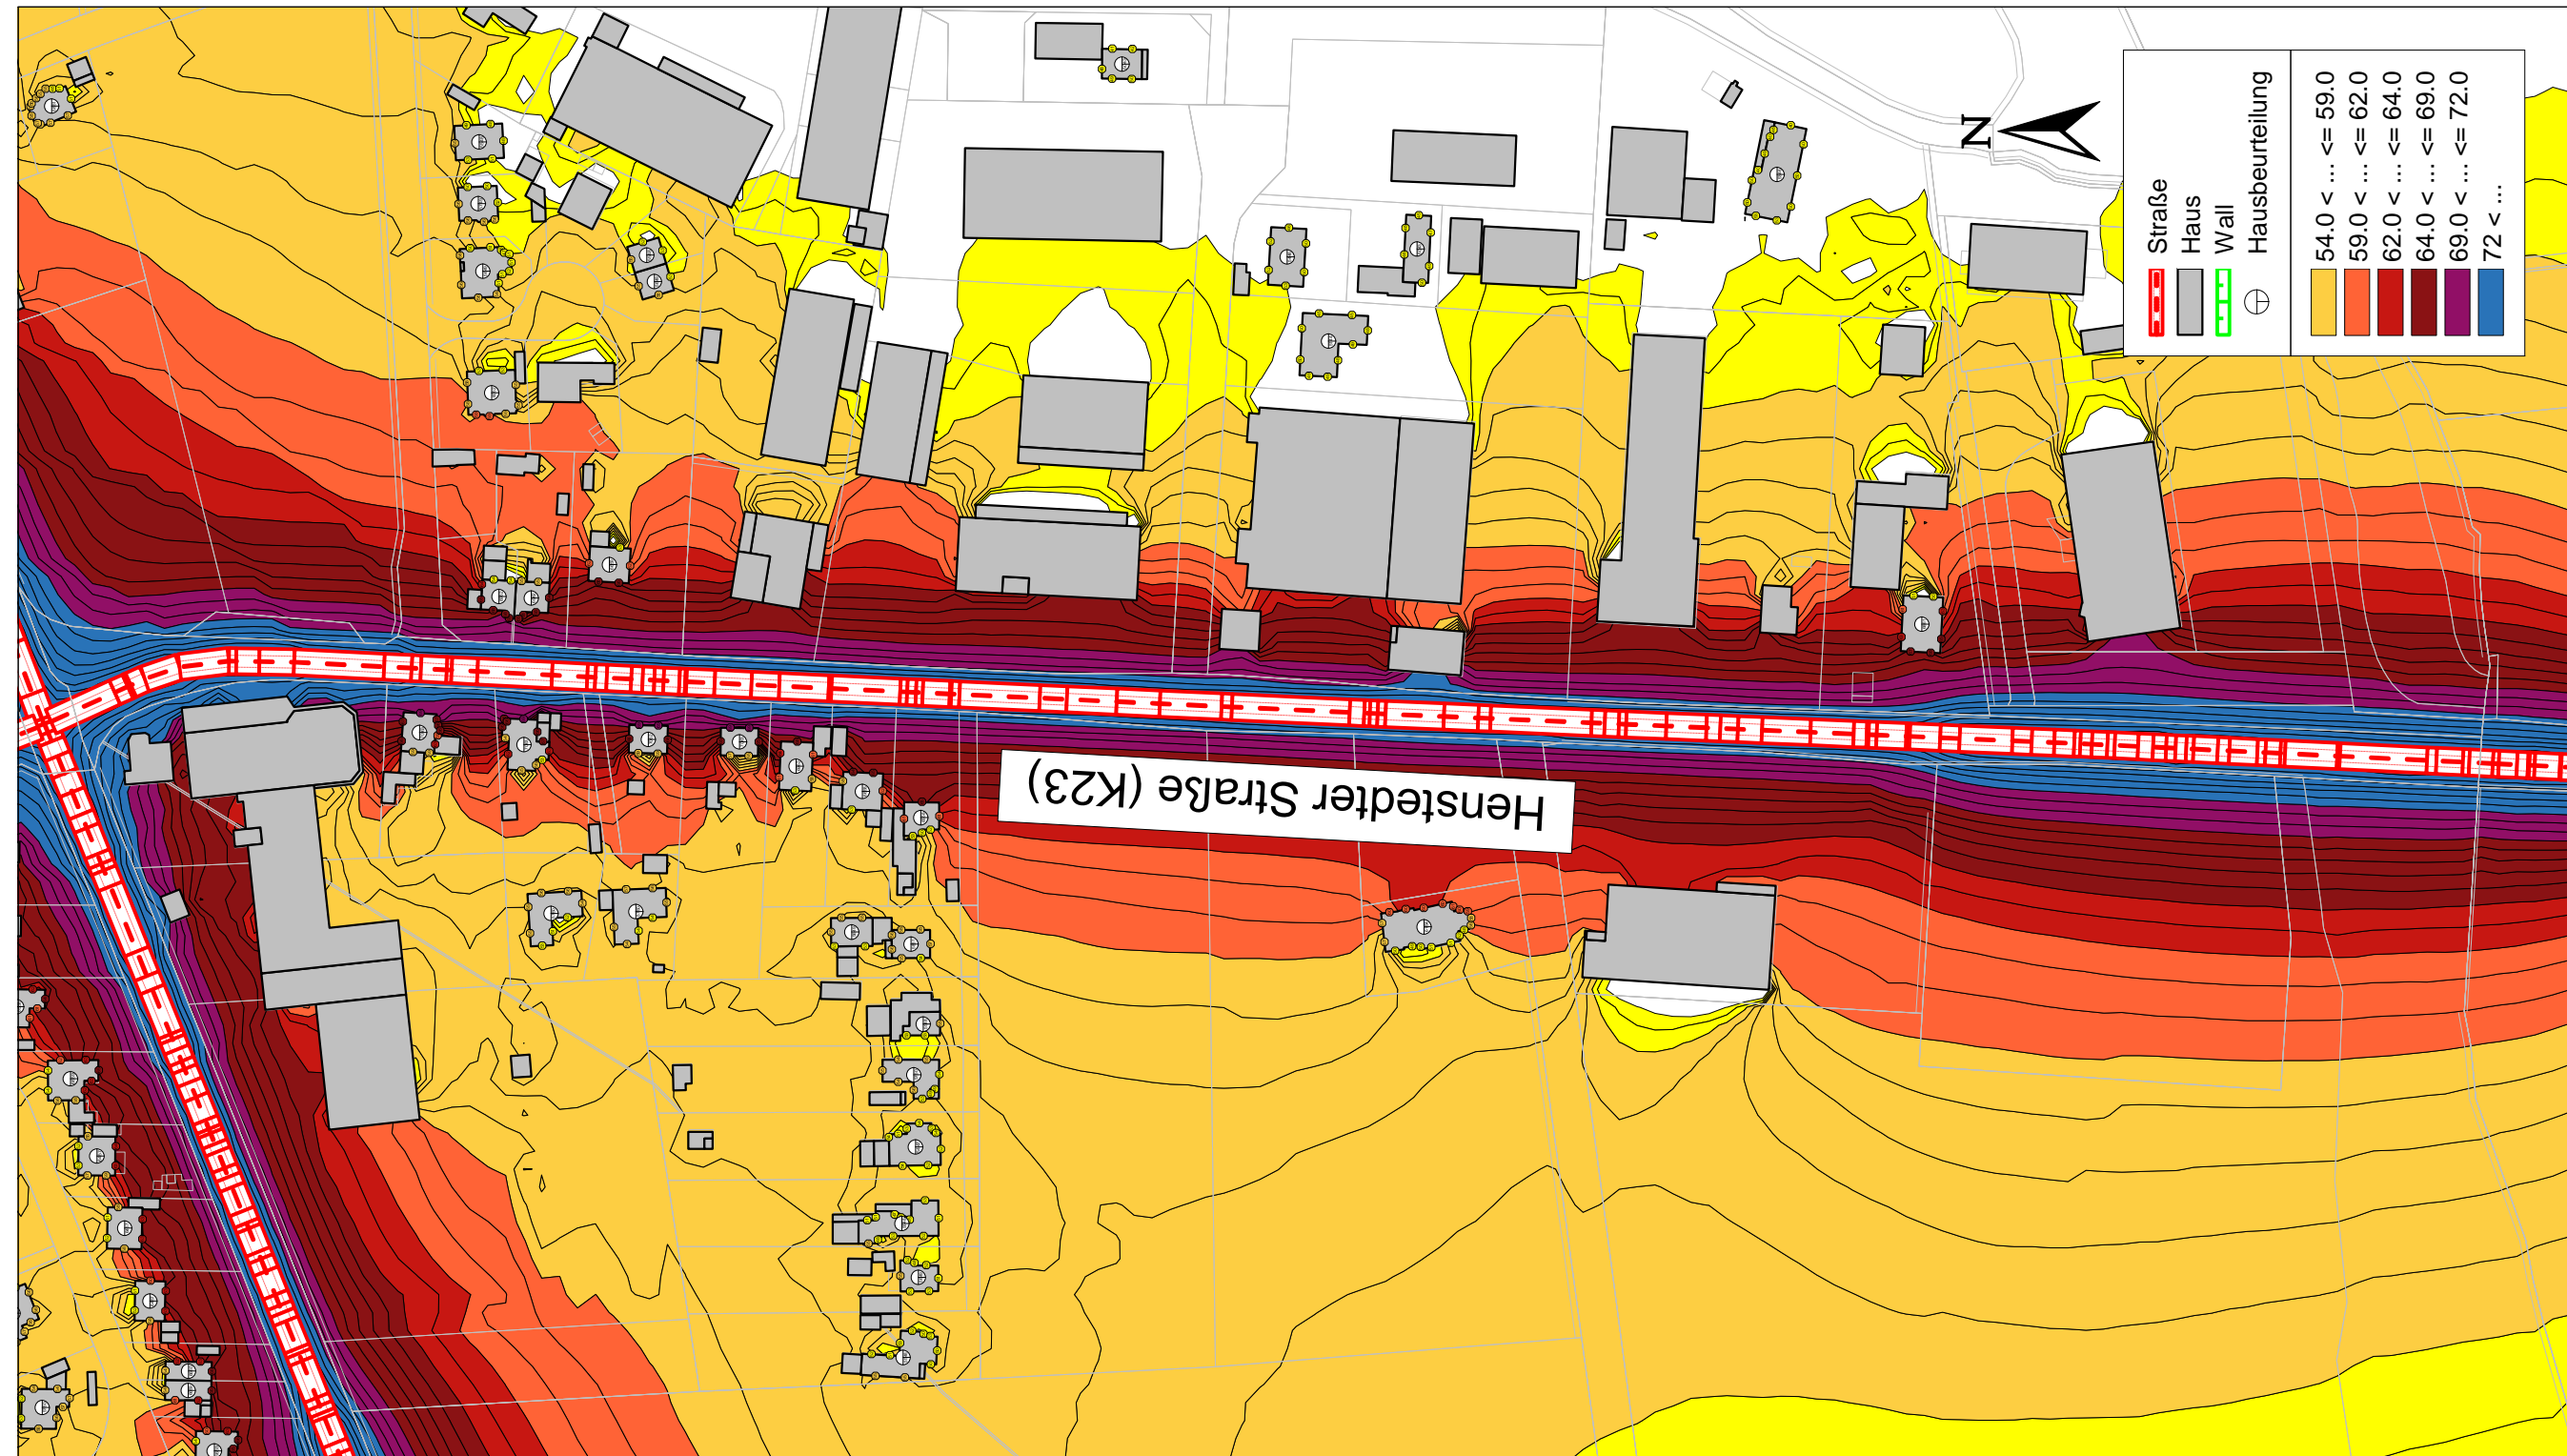 Henstedter Straße (K23)
N
Straße
Haus
Wall
Hausbeurteilung
54.0 < ... <= 59.0
59.0 < ... <= 62.0
62.0 < ... <= 64.0
64.0 < ... <= 69.0
69.0 < ... <= 72.0
72 < ...